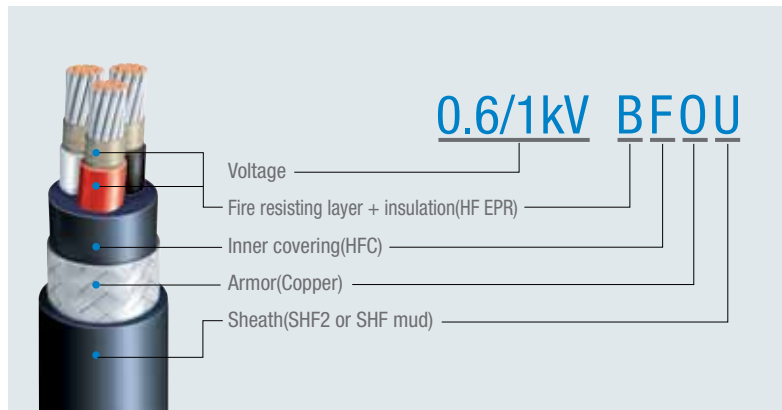 0.6/1kV BFOU
Voltage
Fire resisting layer + insulation(HF EPR)
Inner covering(HFC)
Armor(Copper)
Sheath(SHF2 or SHF mud)